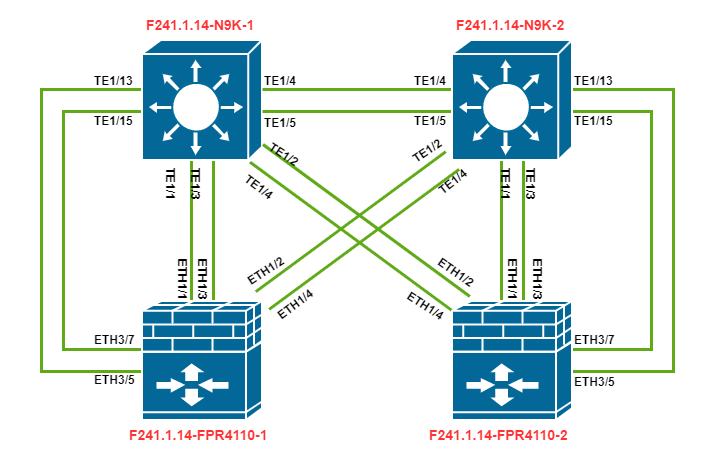 F241.1.14-N9K-1
F241.1.14-N9K-2
TE1/13
TE1/4
TE1/4
TE1/13
TE1/15
TE1/5
TE1/5
TE1/15
TE1/2
TE1/2
TE1/1
TE1/3
TE1/4
TE1/4
TE1/1
TE1/3
ETH1/1
ETH1/3
ETH1/2
ETH1/4
ETH1/2
ETH1/4
ETH1/1
ETH1/3
ETH3/7
ETH3/7
ETH3/5
ETH3/5
F241.1.14-FPR4110-1
F241.1.14-FPR4110-2